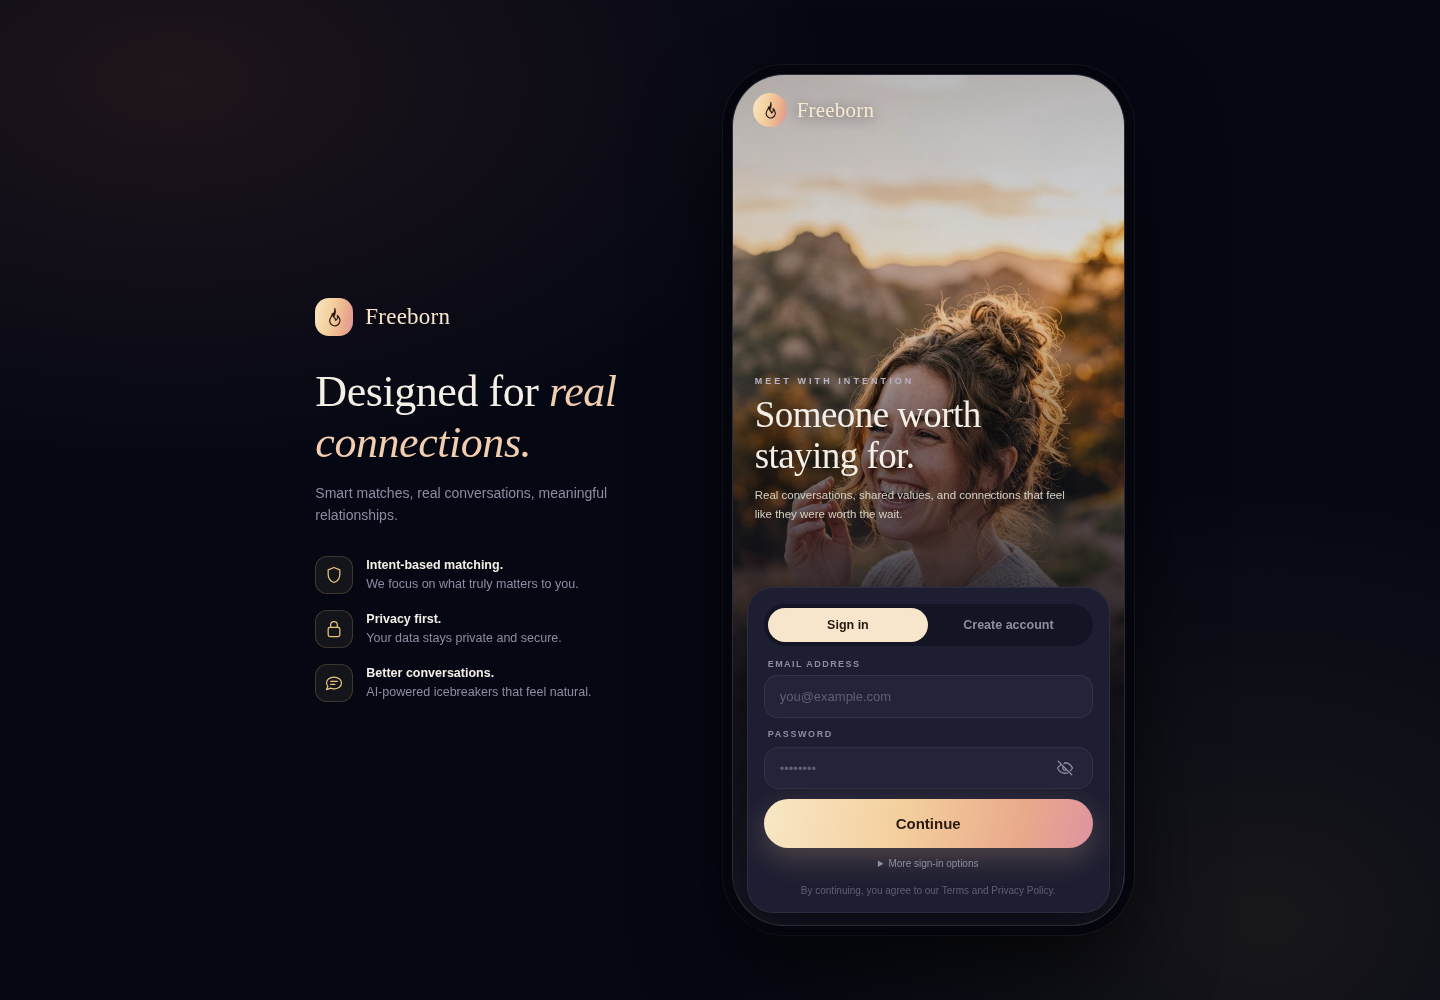 Freeborn
Designed for real
connections.
Smart matches, real conversations, meaningful
relationships.
Intent-based matching.
We focus on what truly matters to you.
Privacy first.
Your data stays private and secure.
Better conversations.
AI-powered icebreakers that feel natural.
Freeborn
MEET WITH INTENTION
Someone worth
staying for.
Real conversations, shared values, and connections that feel
like they were worth the wait.
Sign in
Create account
EMAIL ADDRESS
you@example.com
PASSWORD
••••••••
Continue
▶ More sign-in options
By continuing, you agree to our Terms and Privacy Policy.